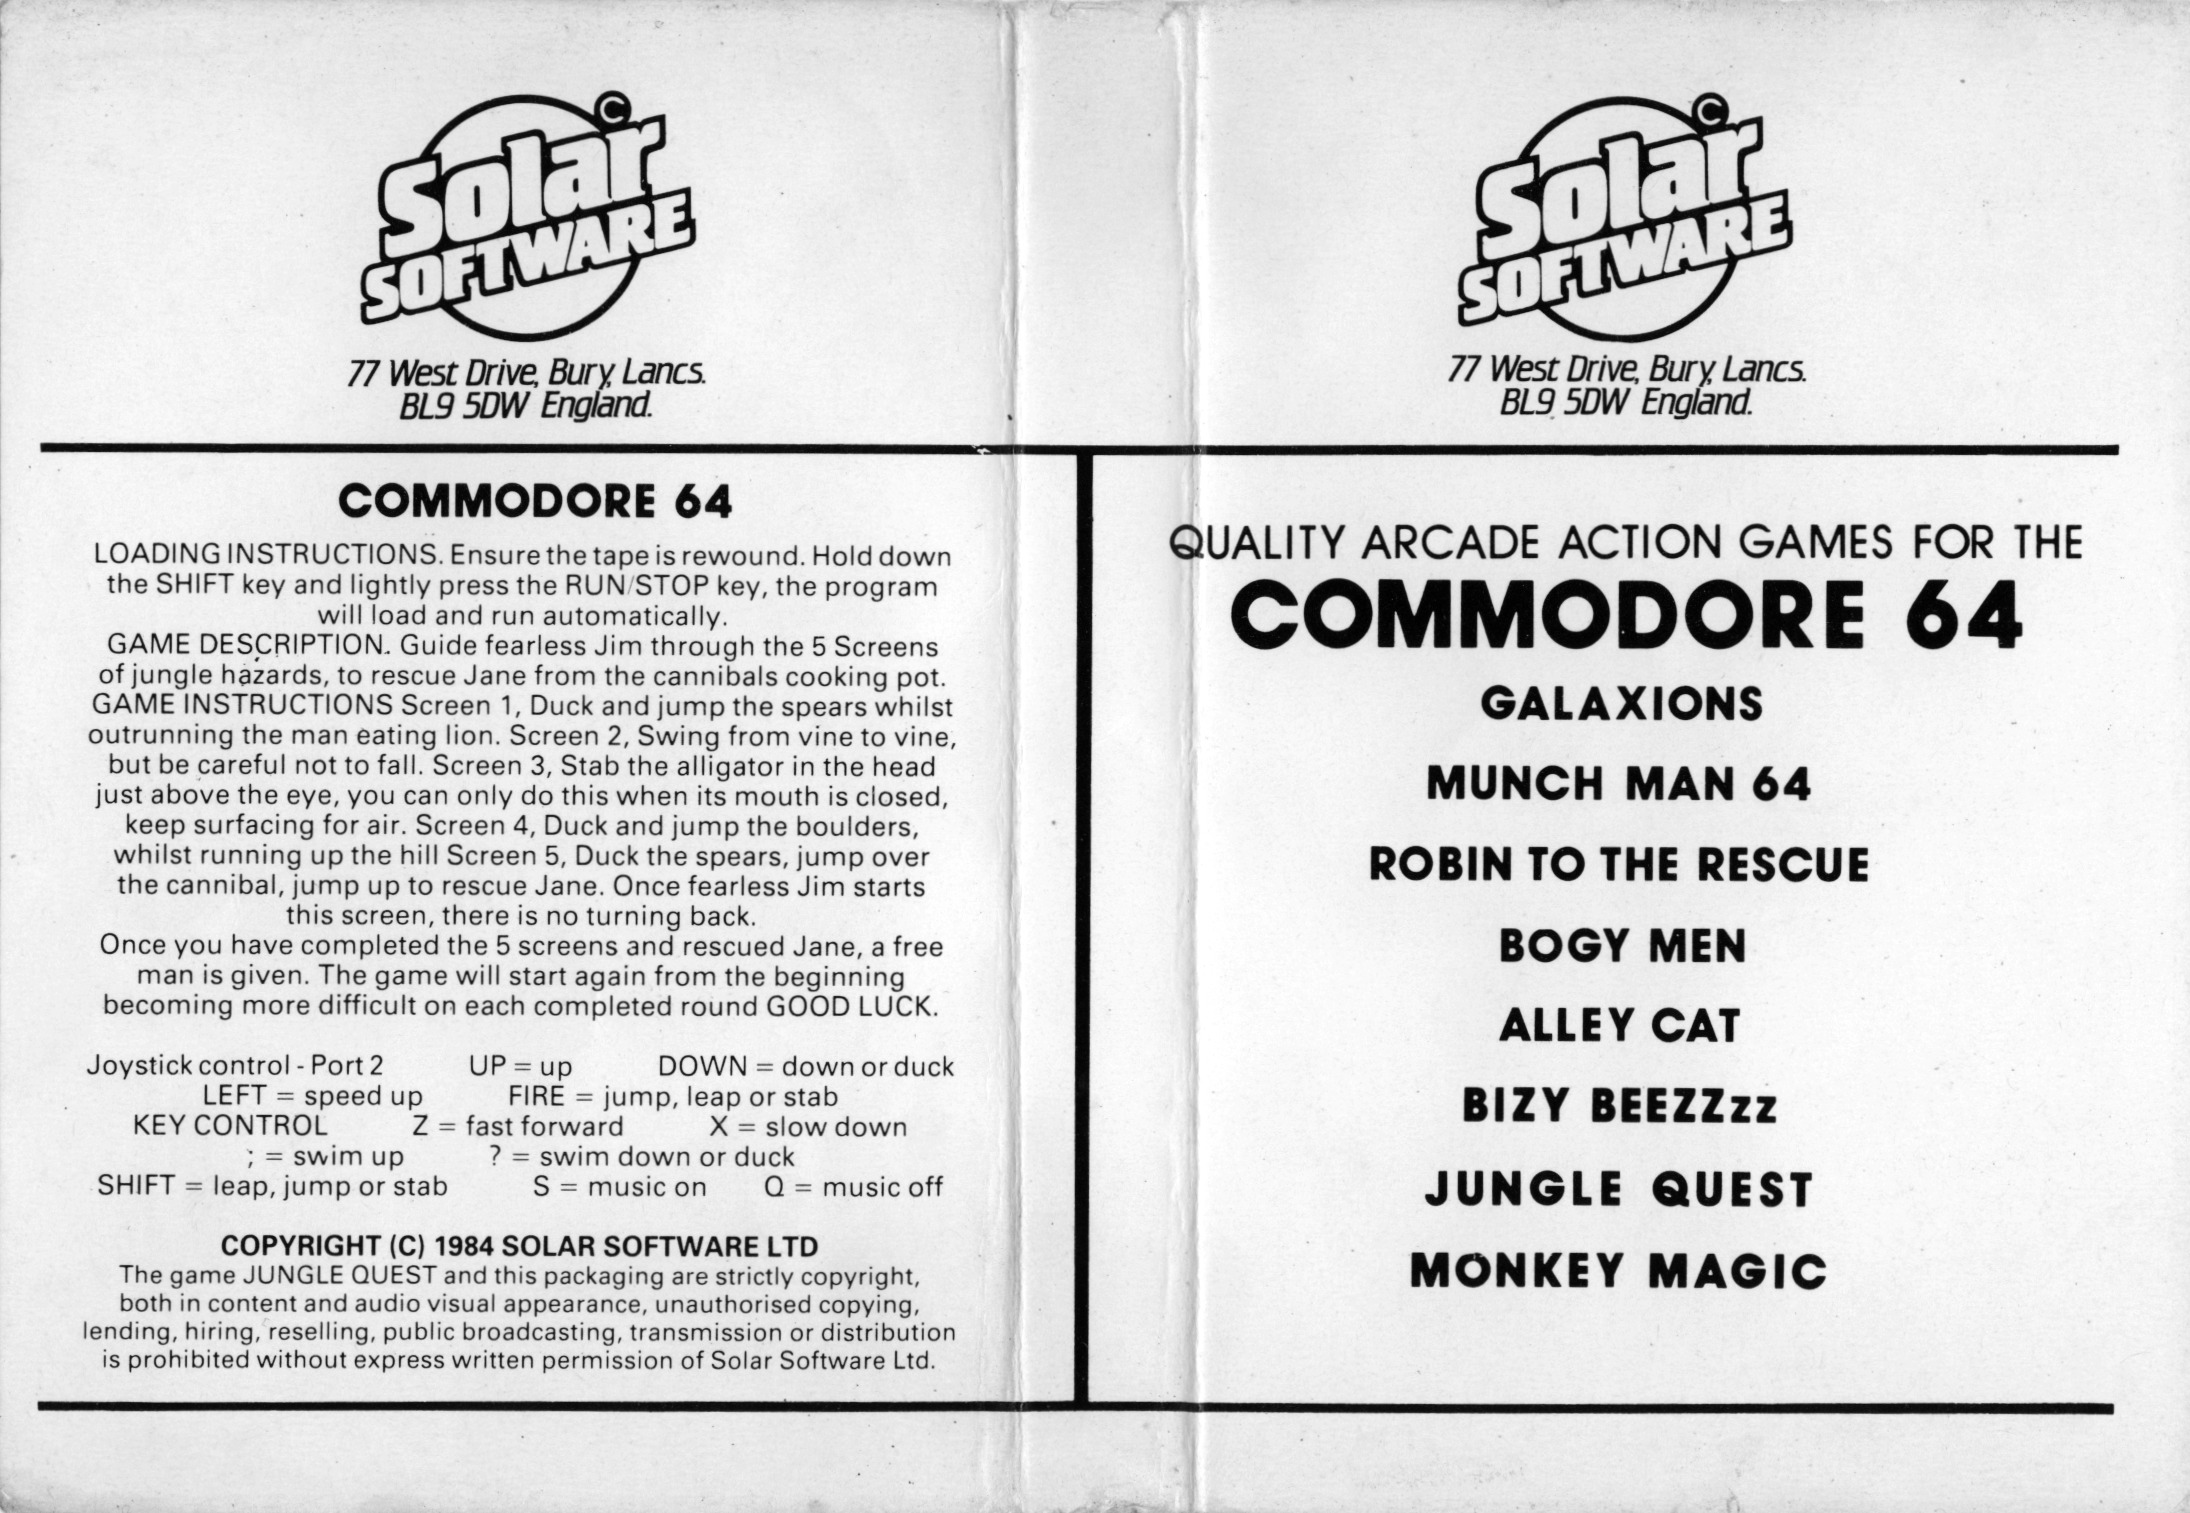 ©
Solar
SOFTWARE
77 West Drive, Bury, Lancs.
BL9 5DW England.
COMMODORE 64
LOADING INSTRUCTIONS. Ensure the tape is rewound. Hold down
the SHIFT key and lightly press the RUN/STOP key, the program
will load and run automatically.
GAME DESCRIPTION. Guide fearless Jim through the 5 Screens
of jungle hazards, to rescue Jane from the cannibals cooking pot.
GAME INSTRUCTIONS Screen 1, Duck and jump the spears whilst
outrunning the man eating lion. Screen 2, Swing from vine to vine,
but be careful not to fall. Screen 3, Stab the alligator in the head
just above the eye, you can only do this when its mouth is closed,
keep surfacing for air. Screen 4, Duck and jump the boulders,
whilst running up the hill Screen 5, Duck the spears, jump over
the cannibal, jump up to rescue Jane. Once fearless Jim starts
this screen, there is no turning back.
Once you have completed the 5 screens and rescued Jane, a free
man is given. The game will start again from the beginning
becoming more difficult on each completed round GOOD LUCK.
Joystick control - Port 2 UP = up DOWN = down or duck
LEFT = speed up FIRE = jump, leap or stab
KEY CONTROL Z = fast forward X = slow down
; = swim up ? = swim down or duck
SHIFT = leap, jump or stab S = music on Q = music off
COPYRIGHT (C) 1984 SOLAR SOFTWARE LTD
The game JUNGLE QUEST and this packaging are strictly copyright,
both in content and audio visual appearance, unauthorised copying,
lending, hiring, reselling, public broadcasting, transmission or distribution
is prohibited without express written permission of Solar Software Ltd.
©
Solar
SOFTWARE
77 West Drive, Bury, Lancs.
BL9 5DW England.
QUALITY ARCADE ACTION GAMES FOR THE
COMMODORE 64
GALAXIONS
MUNCH MAN 64
ROBIN TO THE RESCUE
BOGY MEN
ALLEY CAT
BIZY BEEZZzz
JUNGLE QUEST
MONKEY MAGIC